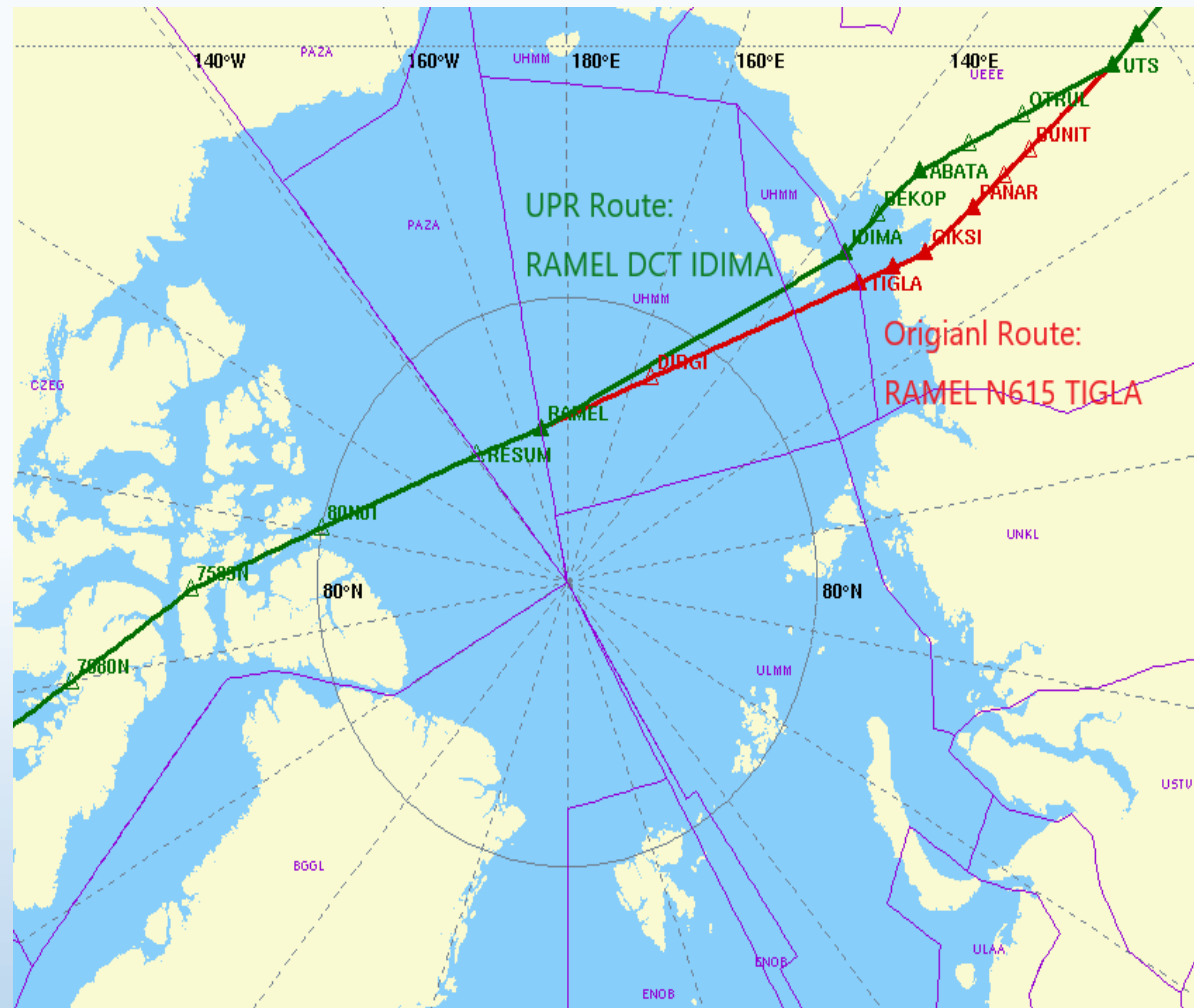 PAZA
UHMM
140°W
160°W
180°E
160°E
140°E
UEEE
UTS
OTRUL
BUNIT
ABATA
PANAR
BEKOP
UHMM
UPR Route:
RAMEL DCT IDIMA
PAZA
IDIMA
GIKSI
TIGLA
UHMM
Origianl Route:
RAMEL N615 TIGLA
DIRGI
CZEG
RAMEL
RESUM
80N01
UNKL
7589N
80°N
80°N
7080N
ULMM
USTV
BGGL
ULAA
ENOB
ENOB